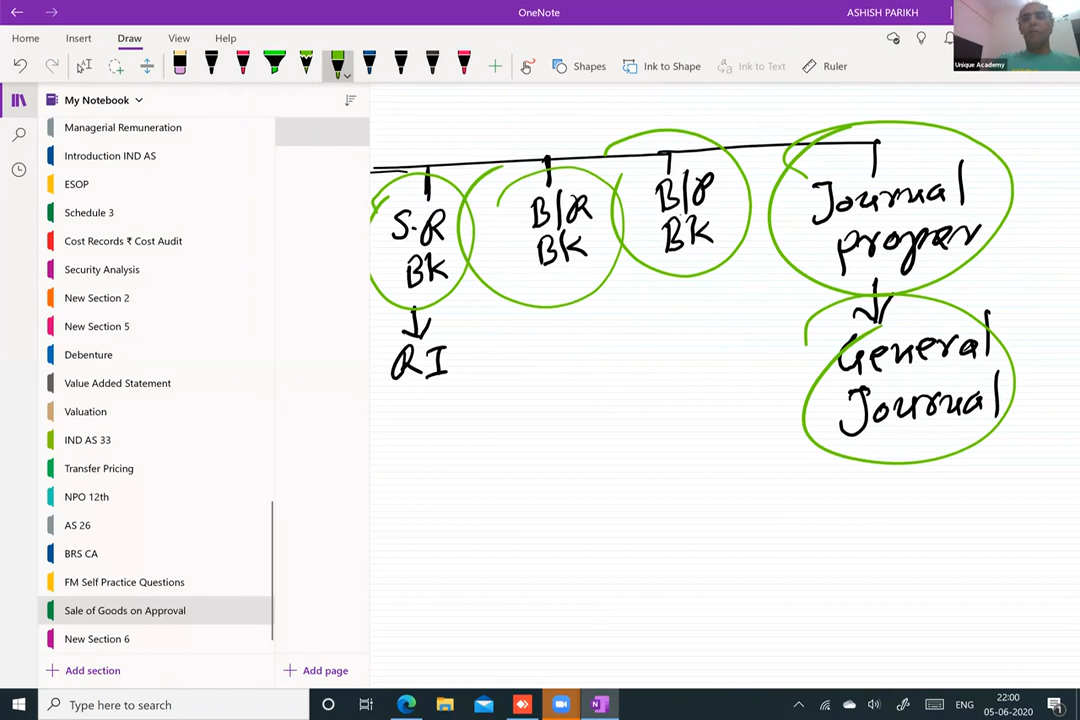 OneNote
ASHISH PARIKH
Unique Academy
Home
Insert
Draw
View
Help
Shapes
Ink to Shape
Ink to Text
Ruler
My Notebook
Managerial Remuneration
Introduction IND AS
ESOP
Schedule 3
Cost Records ₹ Cost Audit
Security Analysis
New Section 2
New Section 5
Debenture
Value Added Statement
Valuation
IND AS 33
Transfer Pricing
NPO 12th
AS 26
BRS CA
FM Self Practice Questions
Sale of Goods on Approval
New Section 6
Add section
Add page
S.R
BK
RI
B/R
BK
B/P
BK
Journal
proper
General
Journal
Type here to search
ENG
22:00
05-06-2020
1